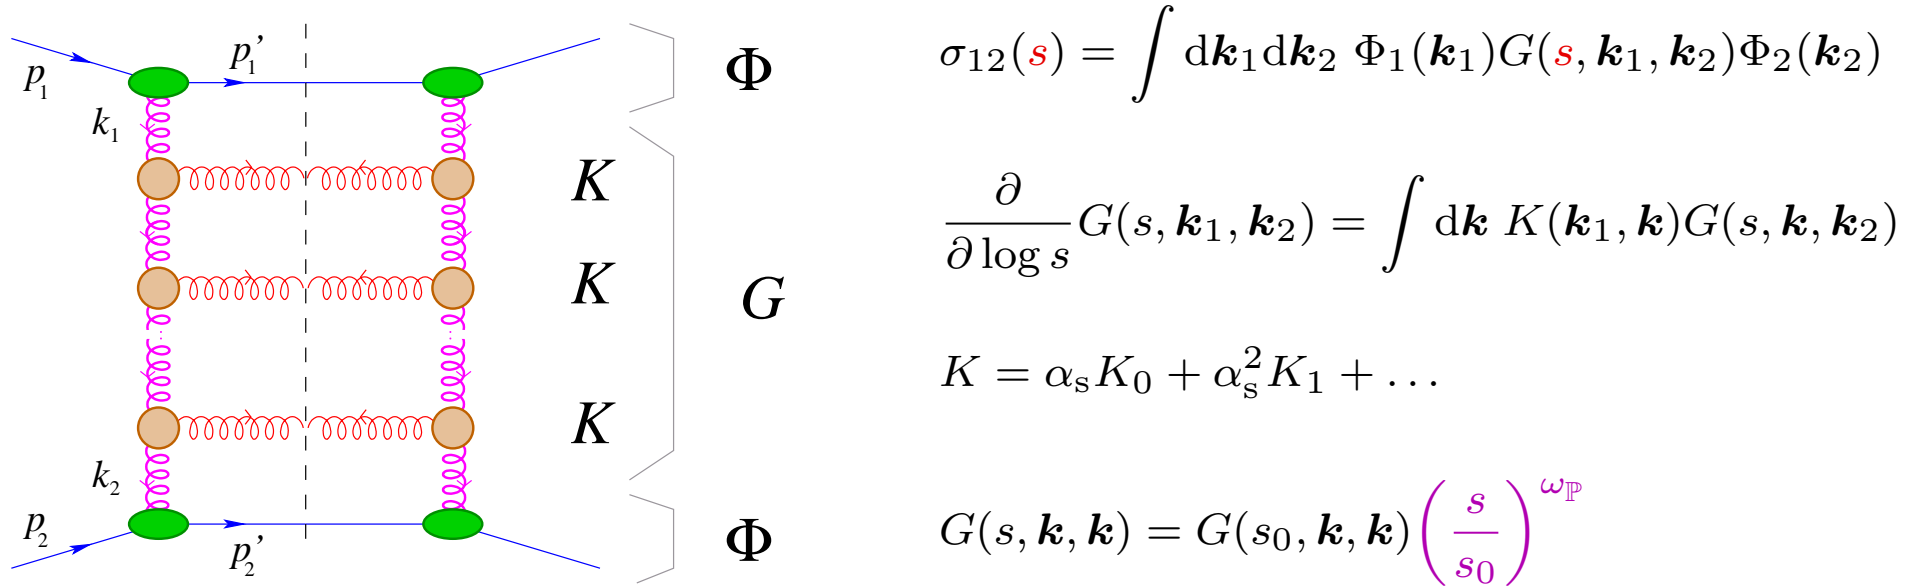 p₁
p₁’
k₁
K
K
K
k₂
p₂
p₂’
Φ
G
Φ
σ₁₂(s) = ∫ dk₁dk₂ Φ₁(k₁)G(s, k₁, k₂)Φ₂(k₂)
∂/∂ log s G(s, k₁, k₂) = ∫ dk K(k₁, k)G(s, k, k₂)
K = αₛK₀ + αₛ²K₁ + …
G(s, k, k) = G(s₀, k, k)(s/s₀)^ω_ℙ